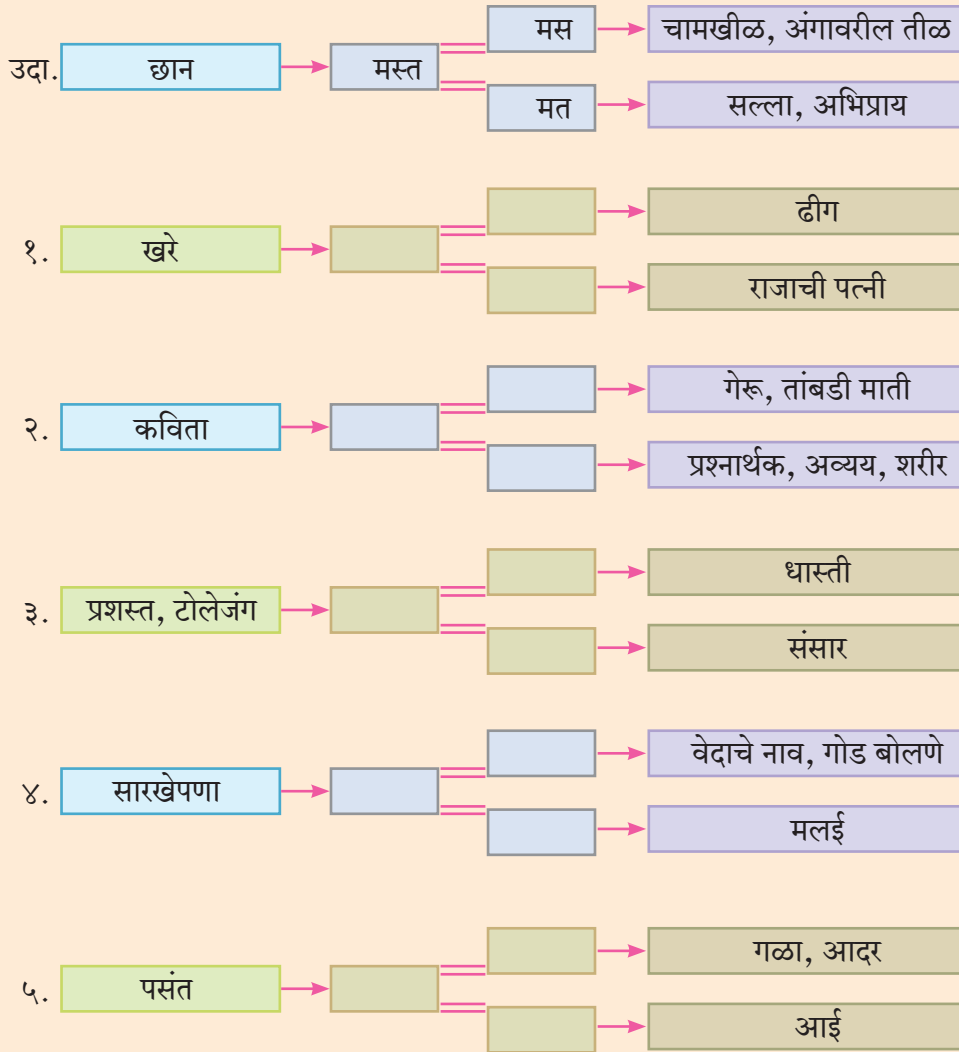 मस चामखीळ, अंगावरील तीळ
उदा. छान मस्त
मत सल्ला, अभिप्राय
ढीग
१. खरे
राजाची पत्नी
गेरू, तांबडी माती
२. कविता
प्रश्नार्थक, अव्यय, शरीर
धास्ती
३. प्रशस्त, टोलेजंग
संसार
वेदाचे नाव, गोड बोलणे
४. सारखेपणा
मलई
गळा, आदर
५. पसंत
आई